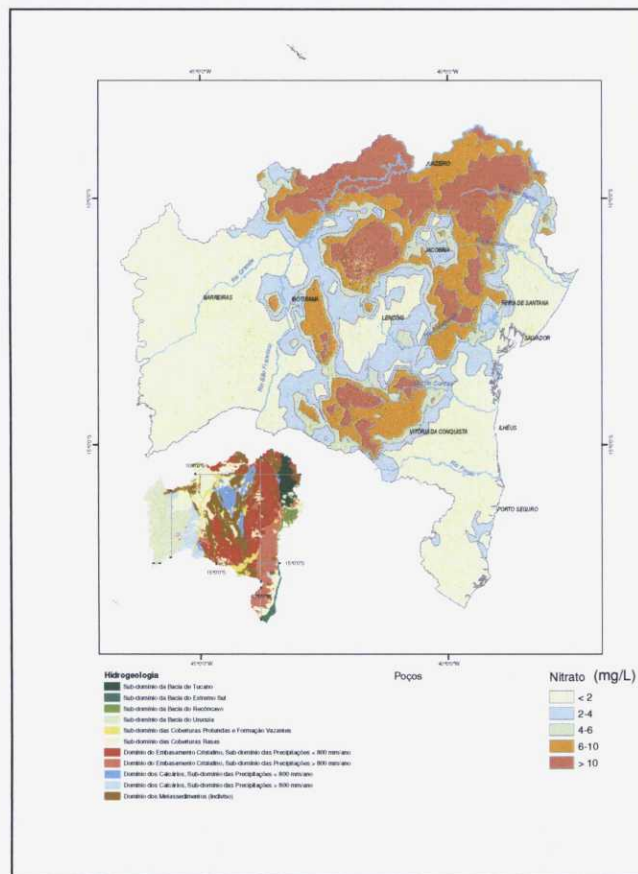 JUAZEIRO
JACOBINA
Rio Grande
BARREIRAS
IBOTIRAMA
FEIRA DE SANTANA
LENÇÓIS
SALVADOR
Rio São Francisco
VITÓRIA DA CONQUISTA
ILHÉUS
Rio Pardo
PORTO SEGURO
Hidrogeologia
Sub-domínio da Bacia de Tucano
Sub-domínio da Bacia do Extremo Sul
Sub-domínio da Bacia do Recôncavo
Sub-domínio da Bacia do Urucuia
Sub-domínio das Coberturas Profundas e Formação Vazantes
Sub-domínio das Coberturas Rasas
Domínio do Embasamento Cristalino, Sub-domínio das Precipitações < 800 mm/ano
Domínio do Embasamento Cristalino, Sub-domínio das Precipitações > 800 mm/ano
Domínio dos Calcários, Sub-domínio das Precipitações < 800 mm/ano
Domínio dos Calcários, Sub-domínio das Precipitações > 800 mm/ano
Domínio dos Metassedimentos (Indiviso)
Poços
Nitrato (mg/L)
< 2
2-4
4-6
6-10
> 10